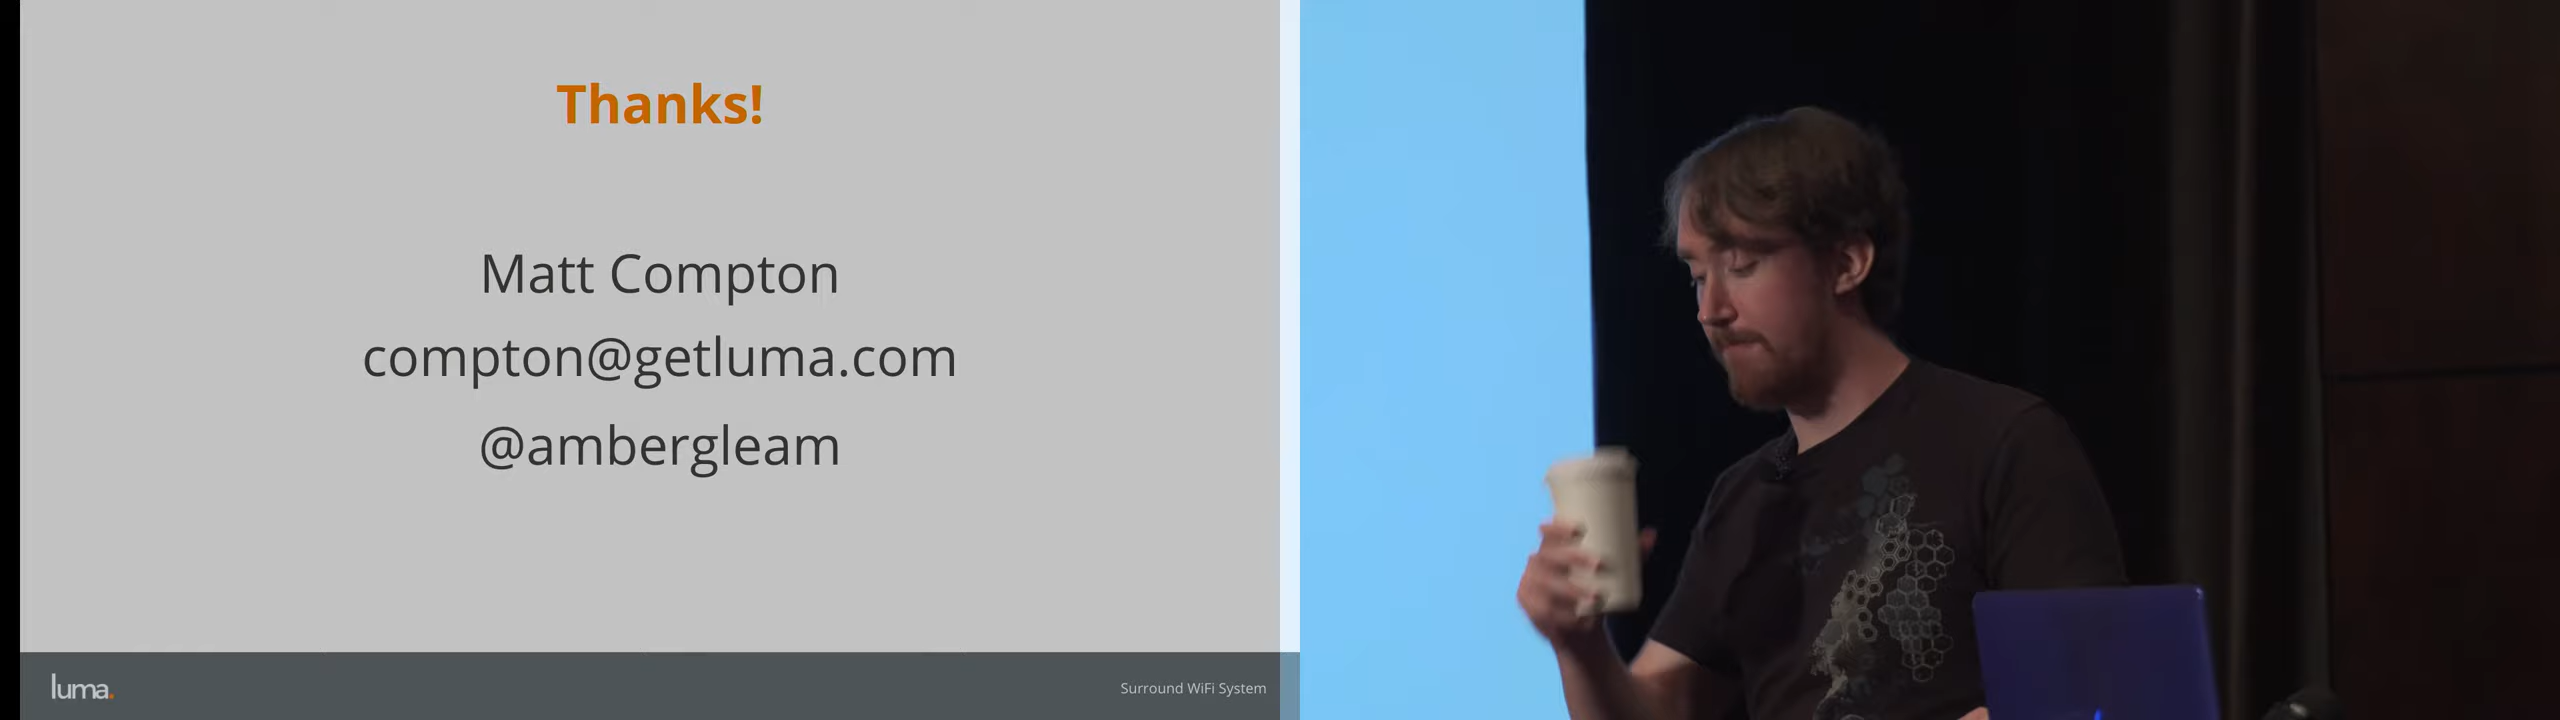 Thanks!
Matt Compton
compton@getluma.com
@ambergleam
luma.
Surround WiFi System